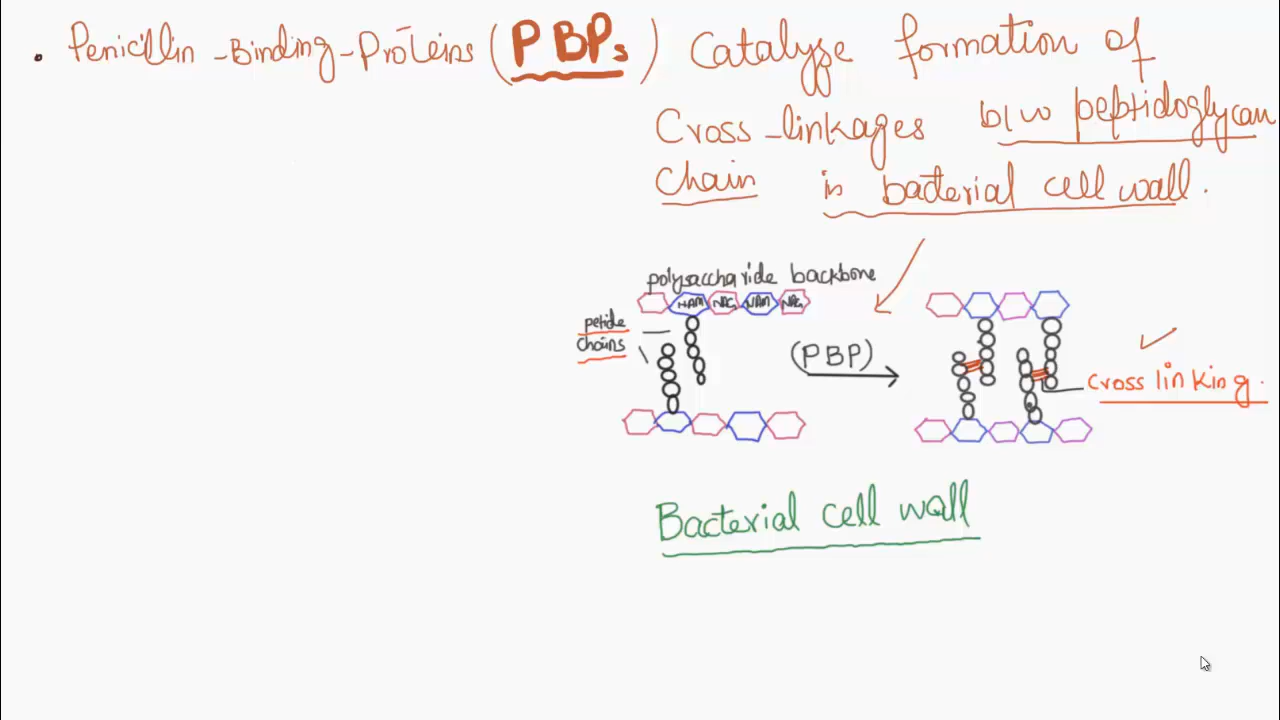 . Penicillin-Binding-Proteins (PBPs) Catalyze formation of
Cross-linkages b/w peptidoglycan
Chain in bacterial cell wall.
polysaccharide backbone
NAM NAG NAM NAG
petide
chains
(PBP)
cross linking.
Bacterial cell wall